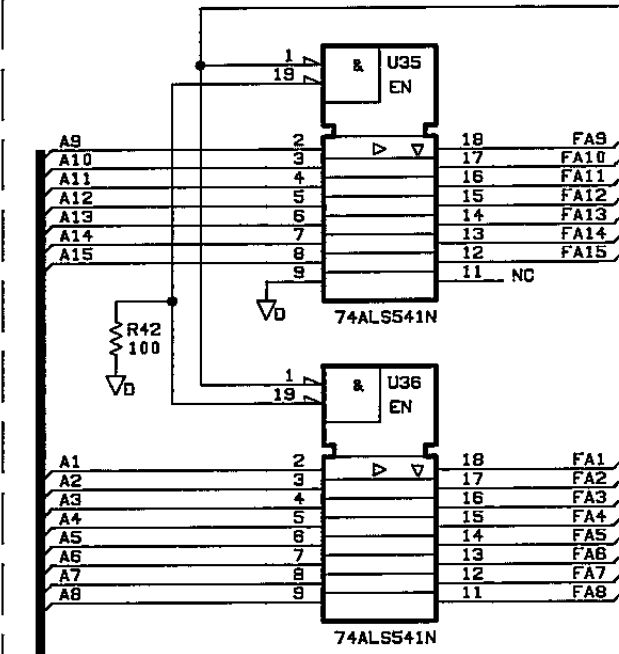 1 & U35
19 EN
A9 2 18 FA9
A10 3 17 FA10
A11 4 16 FA11
A12 5 15 FA12
A13 6 14 FA13
A14 7 13 FA14
A15 8 12 FA15
9 11 NC
D
74ALS541N
R42
100
D
1 & U36
19 EN
A1 2 18 FA1
A2 3 17 FA2
A3 4 16 FA3
A4 5 15 FA4
A5 6 14 FA5
A6 7 13 FA6
A7 8 12 FA7
A8 9 11 FA8
74ALS541N